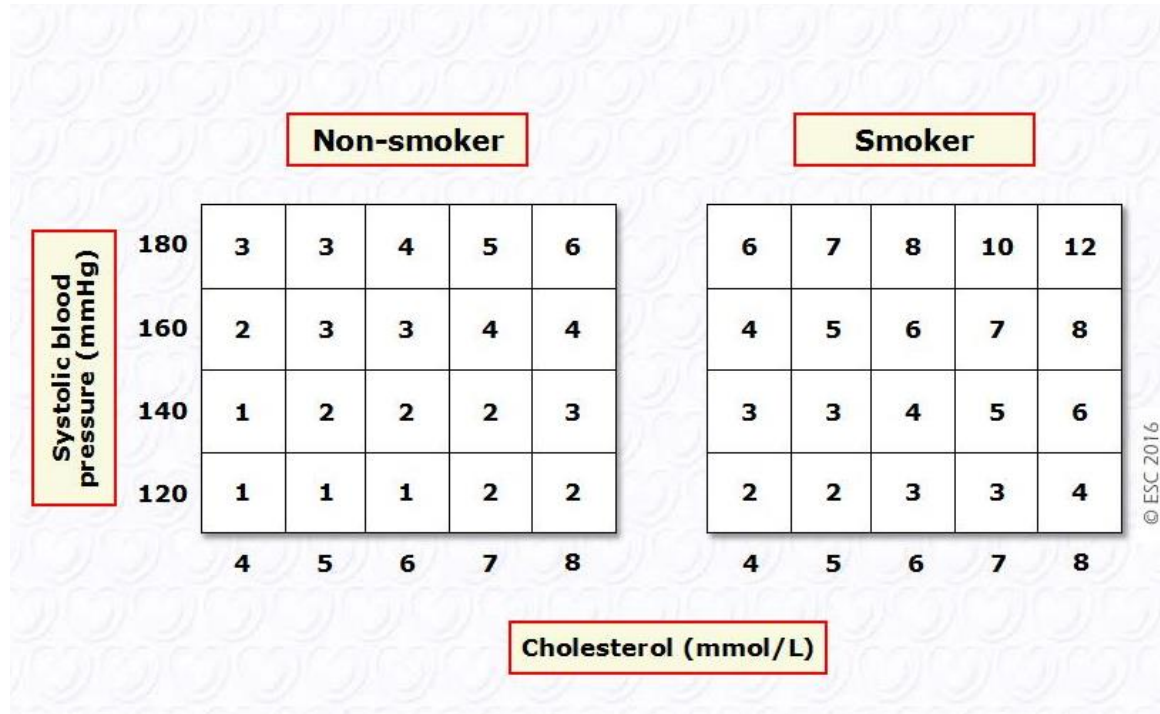 Non-smoker Smoker
Systolic blood
pressure (mmHg)
180 3 3 4 5 6 6 7 8 10 12
160 2 3 3 4 4 4 5 6 7 8
140 1 2 2 2 3 3 3 4 5 6
120 1 1 1 2 2 2 2 3 3 4
4 5 6 7 8 4 5 6 7 8
Cholesterol (mmol/L)
© ESC 2016